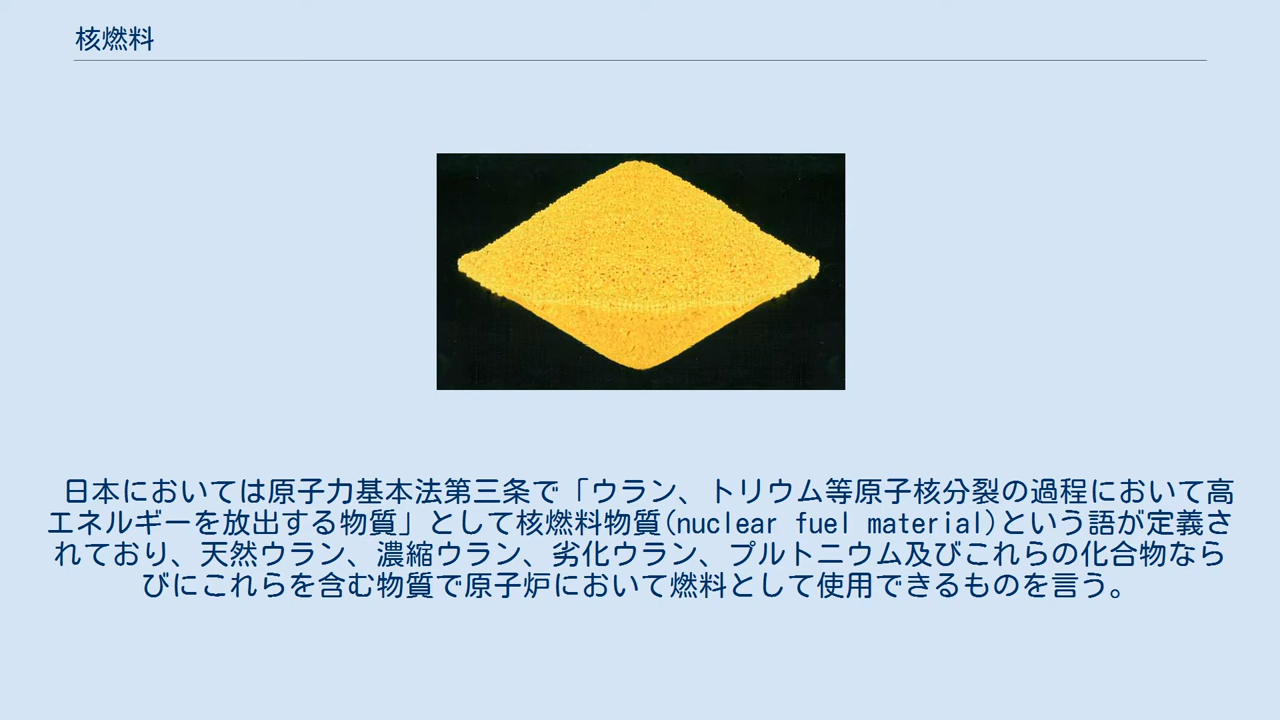 核燃料
日本においては原子力基本法第三条で「ウラン、トリウム等原子核分裂の過程において高
エネルギーを放出する物質」として核燃料物質(nuclear fuel material)という語が定義さ
れており、天然ウラン、濃縮ウラン、劣化ウラン、プルトニウム及びこれらの化合物なら
びにこれらを含む物質で原子炉において燃料として使用できるものを言う。